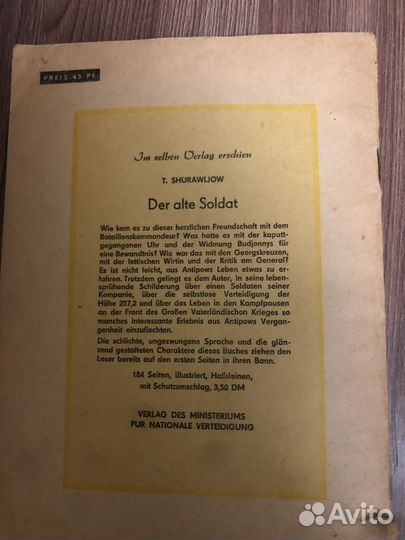 PREIS 45 Pf.
Im selben Verlag erschien
T. SHURAWLJOW
Der alte Soldat
Wie kam es zu dieser herzlichen Freundschaft mit dem
Bataillonskommandeur? Was hatte es mit der kaputt-
gegangenen Uhr und der Widmung Budjonnys für
eine Bewandtnis? Wie war das mit den Georgskreuzen,
mit der lettischen Wirtin und der Kritik am General?
Es ist nicht leicht, aus Antipows Leben etwas zu er-
fahren. Trotzdem gelingt es dem Autor, in seine lebens-
sprühende Schilderung über einen Soldaten seiner
Kompanie, über die selbstlose Verteidigung der
Höhe 257,2 und über das Leben in den Kampfpausen
an der Front des Großen Vaterländischen Krieges so
manches interessante Erlebnis aus Antipows Vergan-
genheit einzuflechten.
Die schlichte, ungezwungene Sprache und die glän-
zend gestalteten Charaktere dieses Buches ziehen den
Leser bereits auf den ersten Seiten in ihren Bann.
184 Seiten, illustriert, Halbleinen,
mit Schutzumschlag, 3,50 DM
VERLAG DES MINISTERIUMS
FÜR NATIONALE VERTEIDIGUNG
Avito